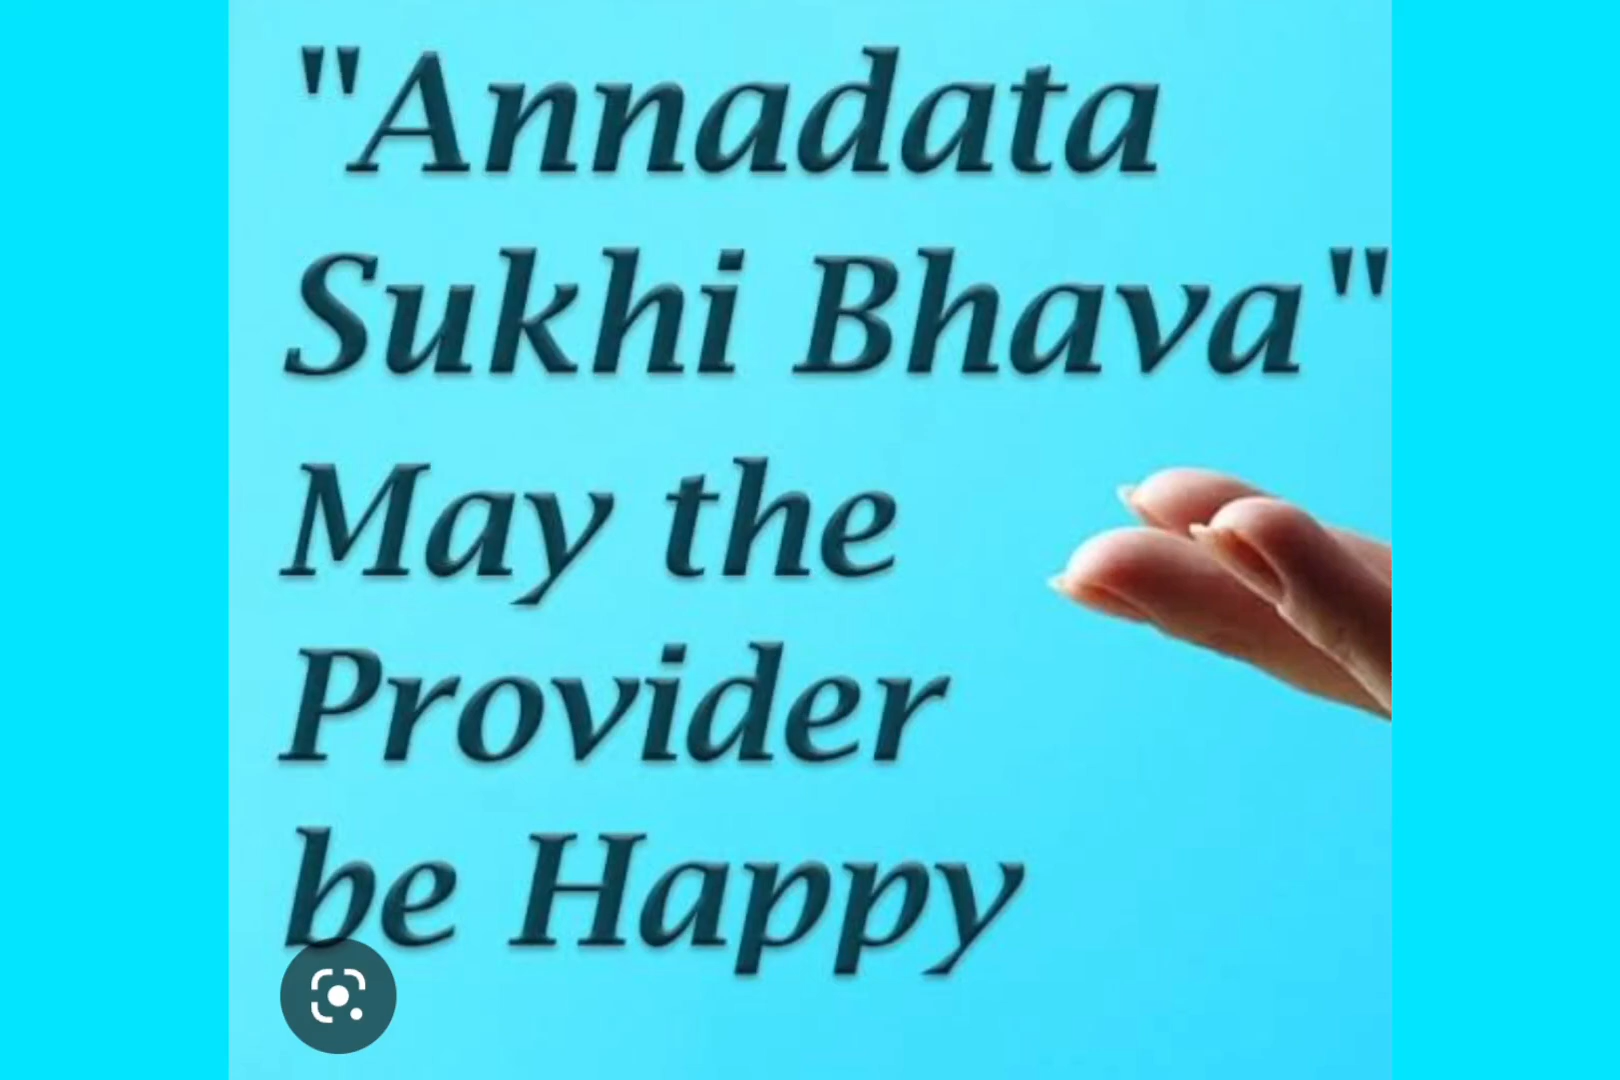 "Annadata
Sukhi Bhava"
May the
Provider
be Happy